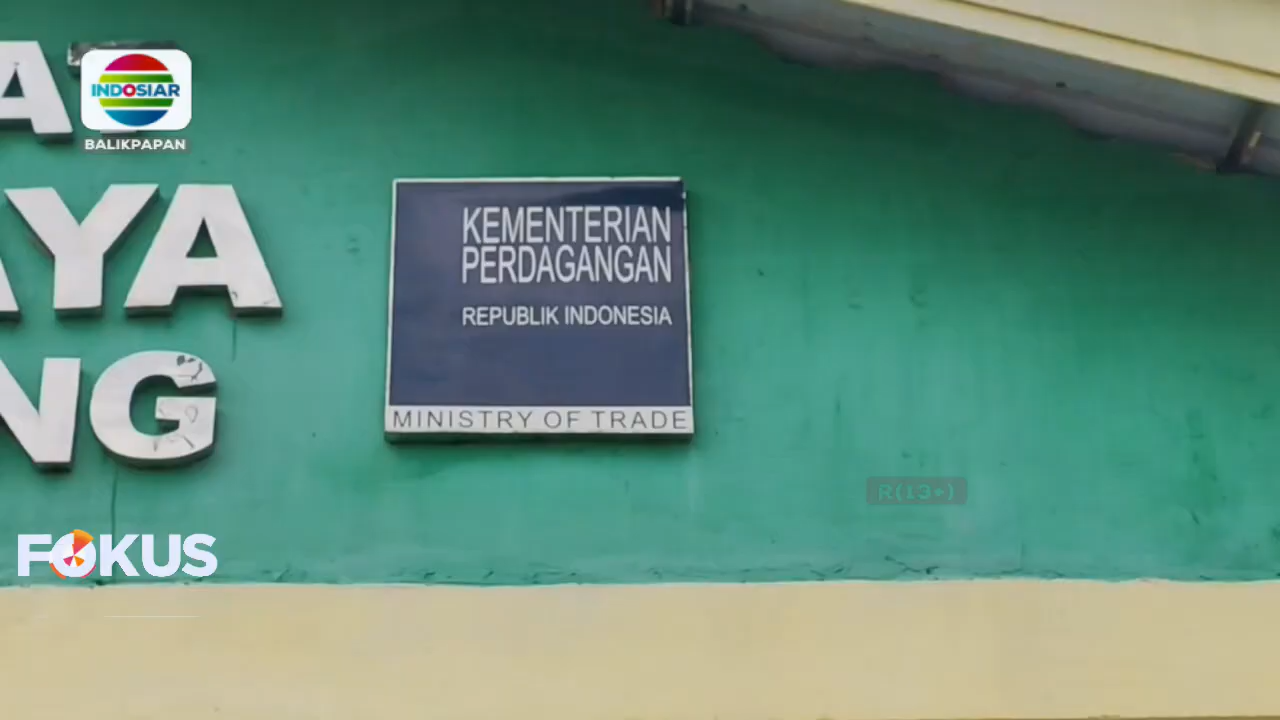 INDOSIAR
BALIKPAPAN
AYA
NG
KEMENTERIAN
PERDAGANGAN
REPUBLIK INDONESIA
MINISTRY OF TRADE
R(13+)
FOKUS